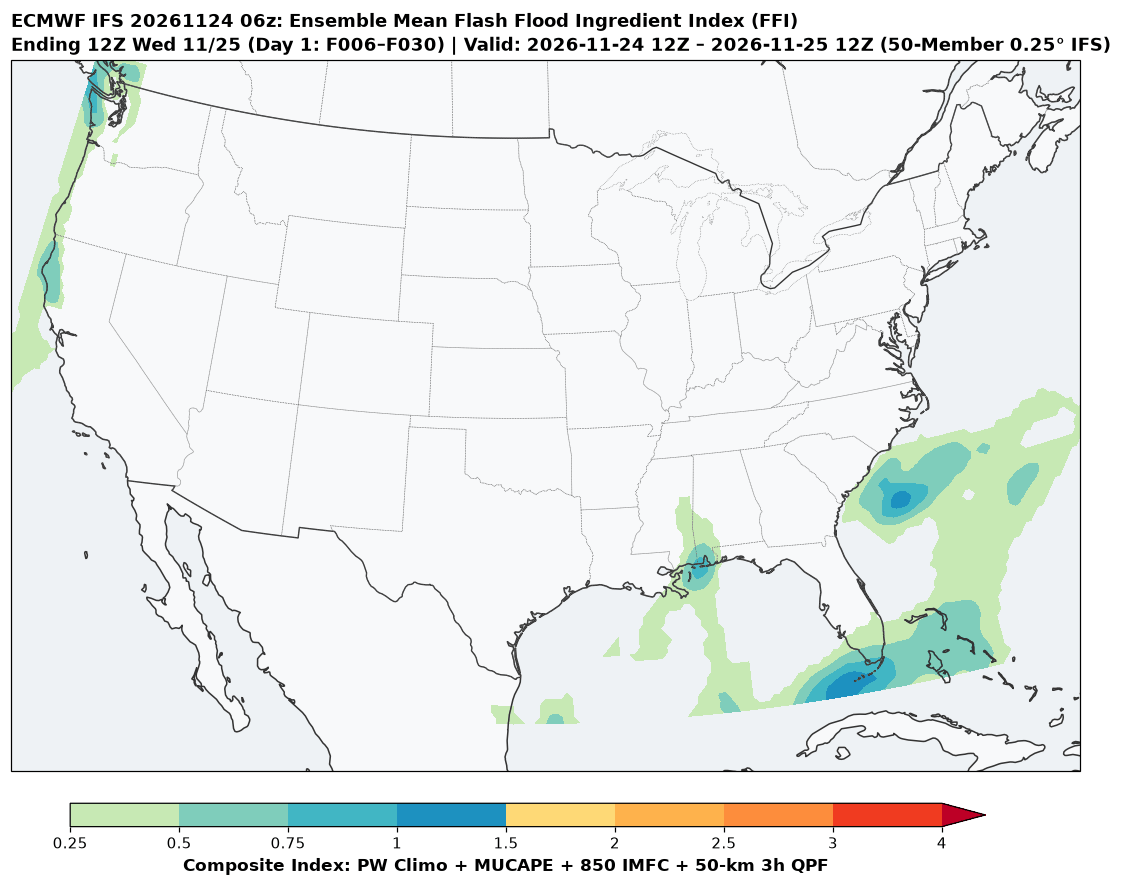 ECMWF IFS 20261124 06z: Ensemble Mean Flash Flood Ingredient Index (FFI)
Ending 12Z Wed 11/25 (Day 1: F006–F030) | Valid: 2026-11-24 12Z – 2026-11-25 12Z (50-Member 0.25° IFS)
0.25 0.5 0.75 1 1.5 2 2.5 3 4
Composite Index: PW Climo + MUCAPE + 850 IMFC + 50-km 3h QPF